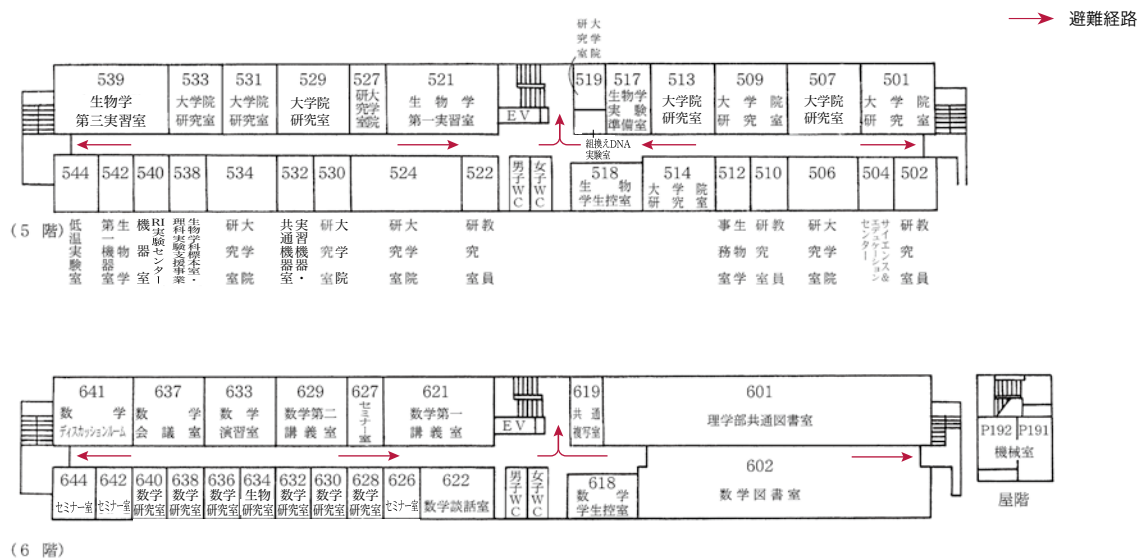 避難経路
大学院
研究室
539
生物学
第三実習室
533
大学院
研究室
531
大学院
研究室
529
大学院
研究室
527
大学院
研究室
521
生物学
第一実習室
EV
519
517
生物学
実験
準備室
513
大学院
研究室
509
大学院
研究室
507
大学院
研究室
501
大学院
研究室
組換えDNA
実験室
544
542
540
538
534
532
530
524
522
男子WC
女子WC
518
生物
学生控室
514
大学院
研究室
512
510
506
504
502
(5 階)
低温実験室
生物学
第一機器室
RI実験センター
機器室
生物学科標本室・
理科実験支援事業
大学院
研究室
実習機器・
共通機器室
大学院
研究室
大学院
研究室
教員
研究室
生物学
事務室
教員
研究室
大学院
研究室
サイエンス&
エデュケーション
センター
教員
研究室
641
数学
ディスカッションルーム
637
数学
会議室
633
数学
演習室
629
数学第二
講義室
627
セミナー室
621
数学第一
講義室
EV
619
共通
複写室
601
理学部共通図書室
P192
P191
機械室
屋階
644
セミナー室
642
セミナー室
640
数学
研究室
638
数学
研究室
636
数学
研究室
634
生物
研究室
632
数学
研究室
630
数学
研究室
628
数学
研究室
626
セミナー室
622
数学談話室
男子WC
女子WC
618
数学
学生控室
602
数学図書室
(6 階)